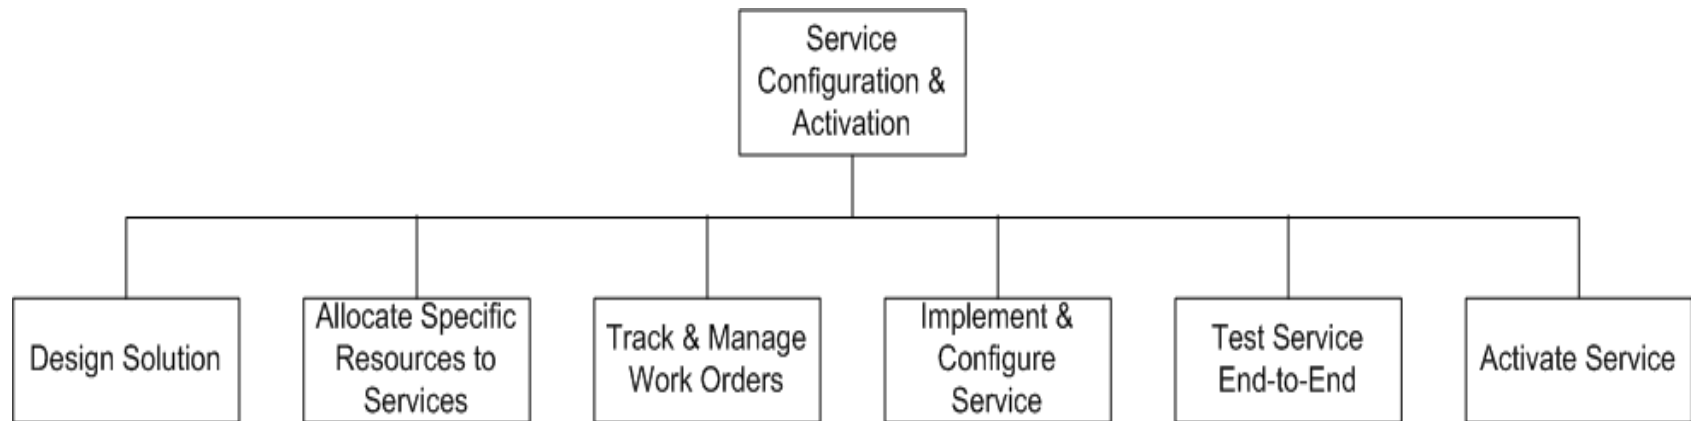 Service
Configuration &
Activation
Design Solution
Allocate Specific
Resources to
Services
Track & Manage
Work Orders
Implement &
Configure
Service
Test Service
End-to-End
Activate Service